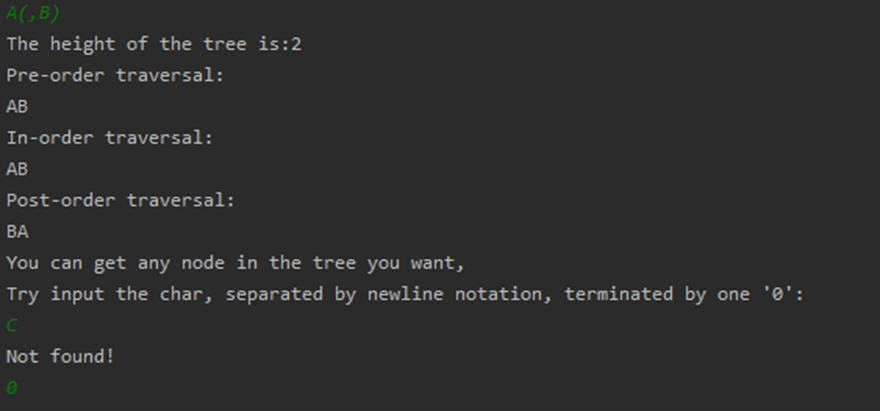 A(,B)
The height of the tree is:2
Pre-order traversal:
AB
In-order traversal:
AB
Post-order traversal:
BA
You can get any node in the tree you want,
Try input the char, separated by newline notation, terminated by one '0':
C
Not found!
0